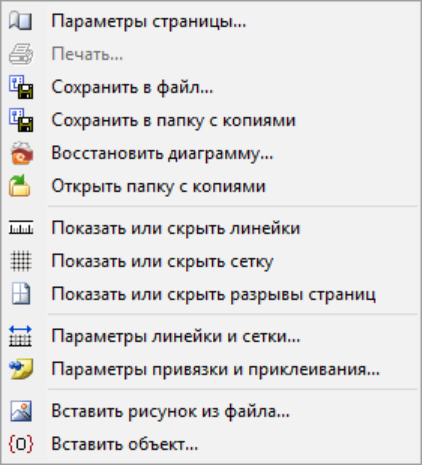 Параметры страницы...
Печать...
Сохранить в файл...
Сохранить в папку с копиями
Восстановить диаграмму...
Открыть папку с копиями
Показать или скрыть линейки
Показать или скрыть сетку
Показать или скрыть разрывы страниц
Параметры линейки и сетки...
Параметры привязки и приклеивания...
Вставить рисунок из файла...
{O} Вставить объект...